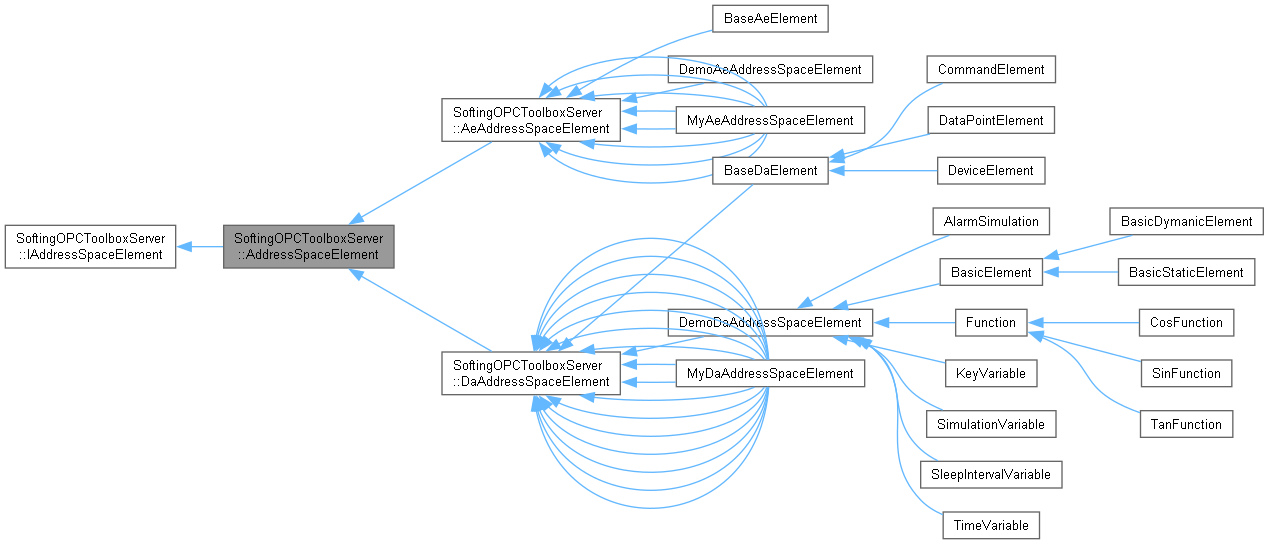 SoftingOPCToolboxServer
::IAddressSpaceElement
SoftingOPCToolboxServer
::AddressSpaceElement
SoftingOPCToolboxServer
::AeAddressSpaceElement
SoftingOPCToolboxServer
::DaAddressSpaceElement
BaseAeElement
DemoAeAddressSpaceElement
MyAeAddressSpaceElement
BaseDaElement
DemoDaAddressSpaceElement
MyDaAddressSpaceElement
CommandElement
DataPointElement
DeviceElement
AlarmSimulation
BasicElement
Function
KeyVariable
SimulationVariable
SleepIntervalVariable
TimeVariable
BasicDymanicElement
BasicStaticElement
CosFunction
SinFunction
TanFunction